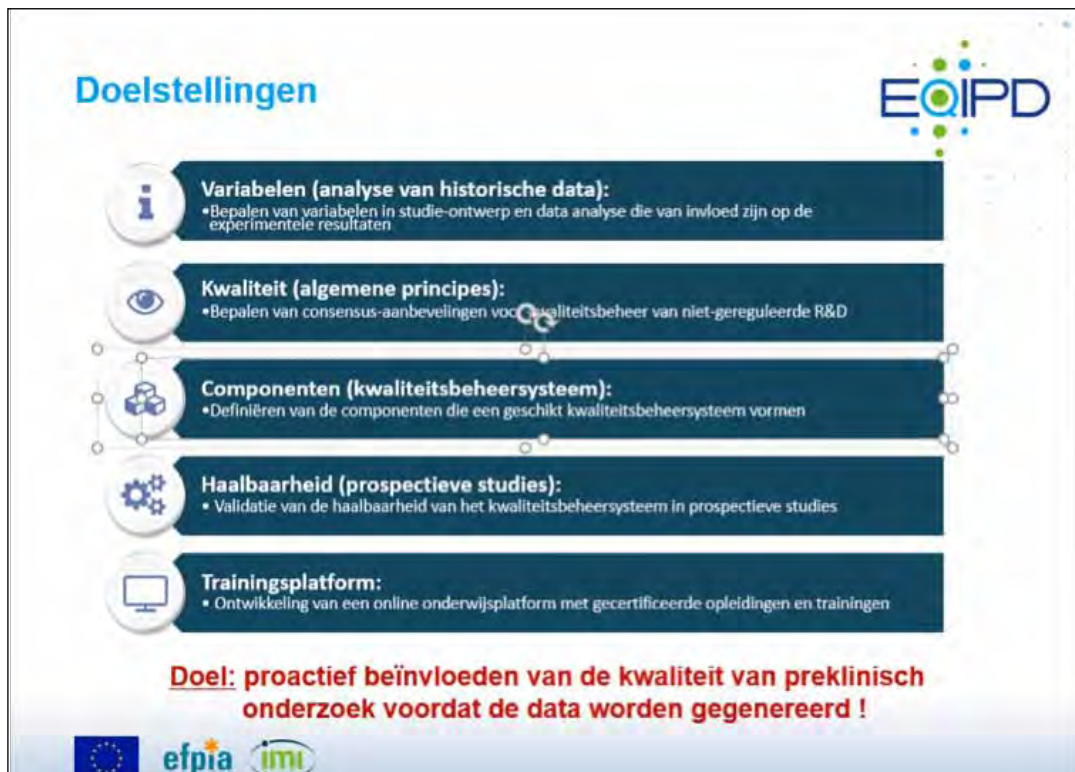 Doelstellingen
EQIPD
Variabelen (analyse van historische data):
•Bepalen van variabelen in studie-ontwerp en data analyse die van invloed zijn op de
experimentele resultaten
Kwaliteit (algemene principes):
•Bepalen van consensus-aanbevelingen voor kwaliteitsbeheer van niet-gereguleerde R&D
Componenten (kwaliteitsbeheersysteem):
•Definiëren van de componenten die een geschikt kwaliteitsbeheersysteem vormen
Haalbaarheid (prospectieve studies):
• Validatie van de haalbaarheid van het kwaliteitsbeheersysteem in prospectieve studies
Trainingsplatform:
• Ontwikkeling van een online onderwijsplatform met gecertificeerde opleidingen en trainingen
Doel: proactief beïnvloeden van de kwaliteit van preklinisch
onderzoek voordat de data worden gegenereerd !
efpia imi